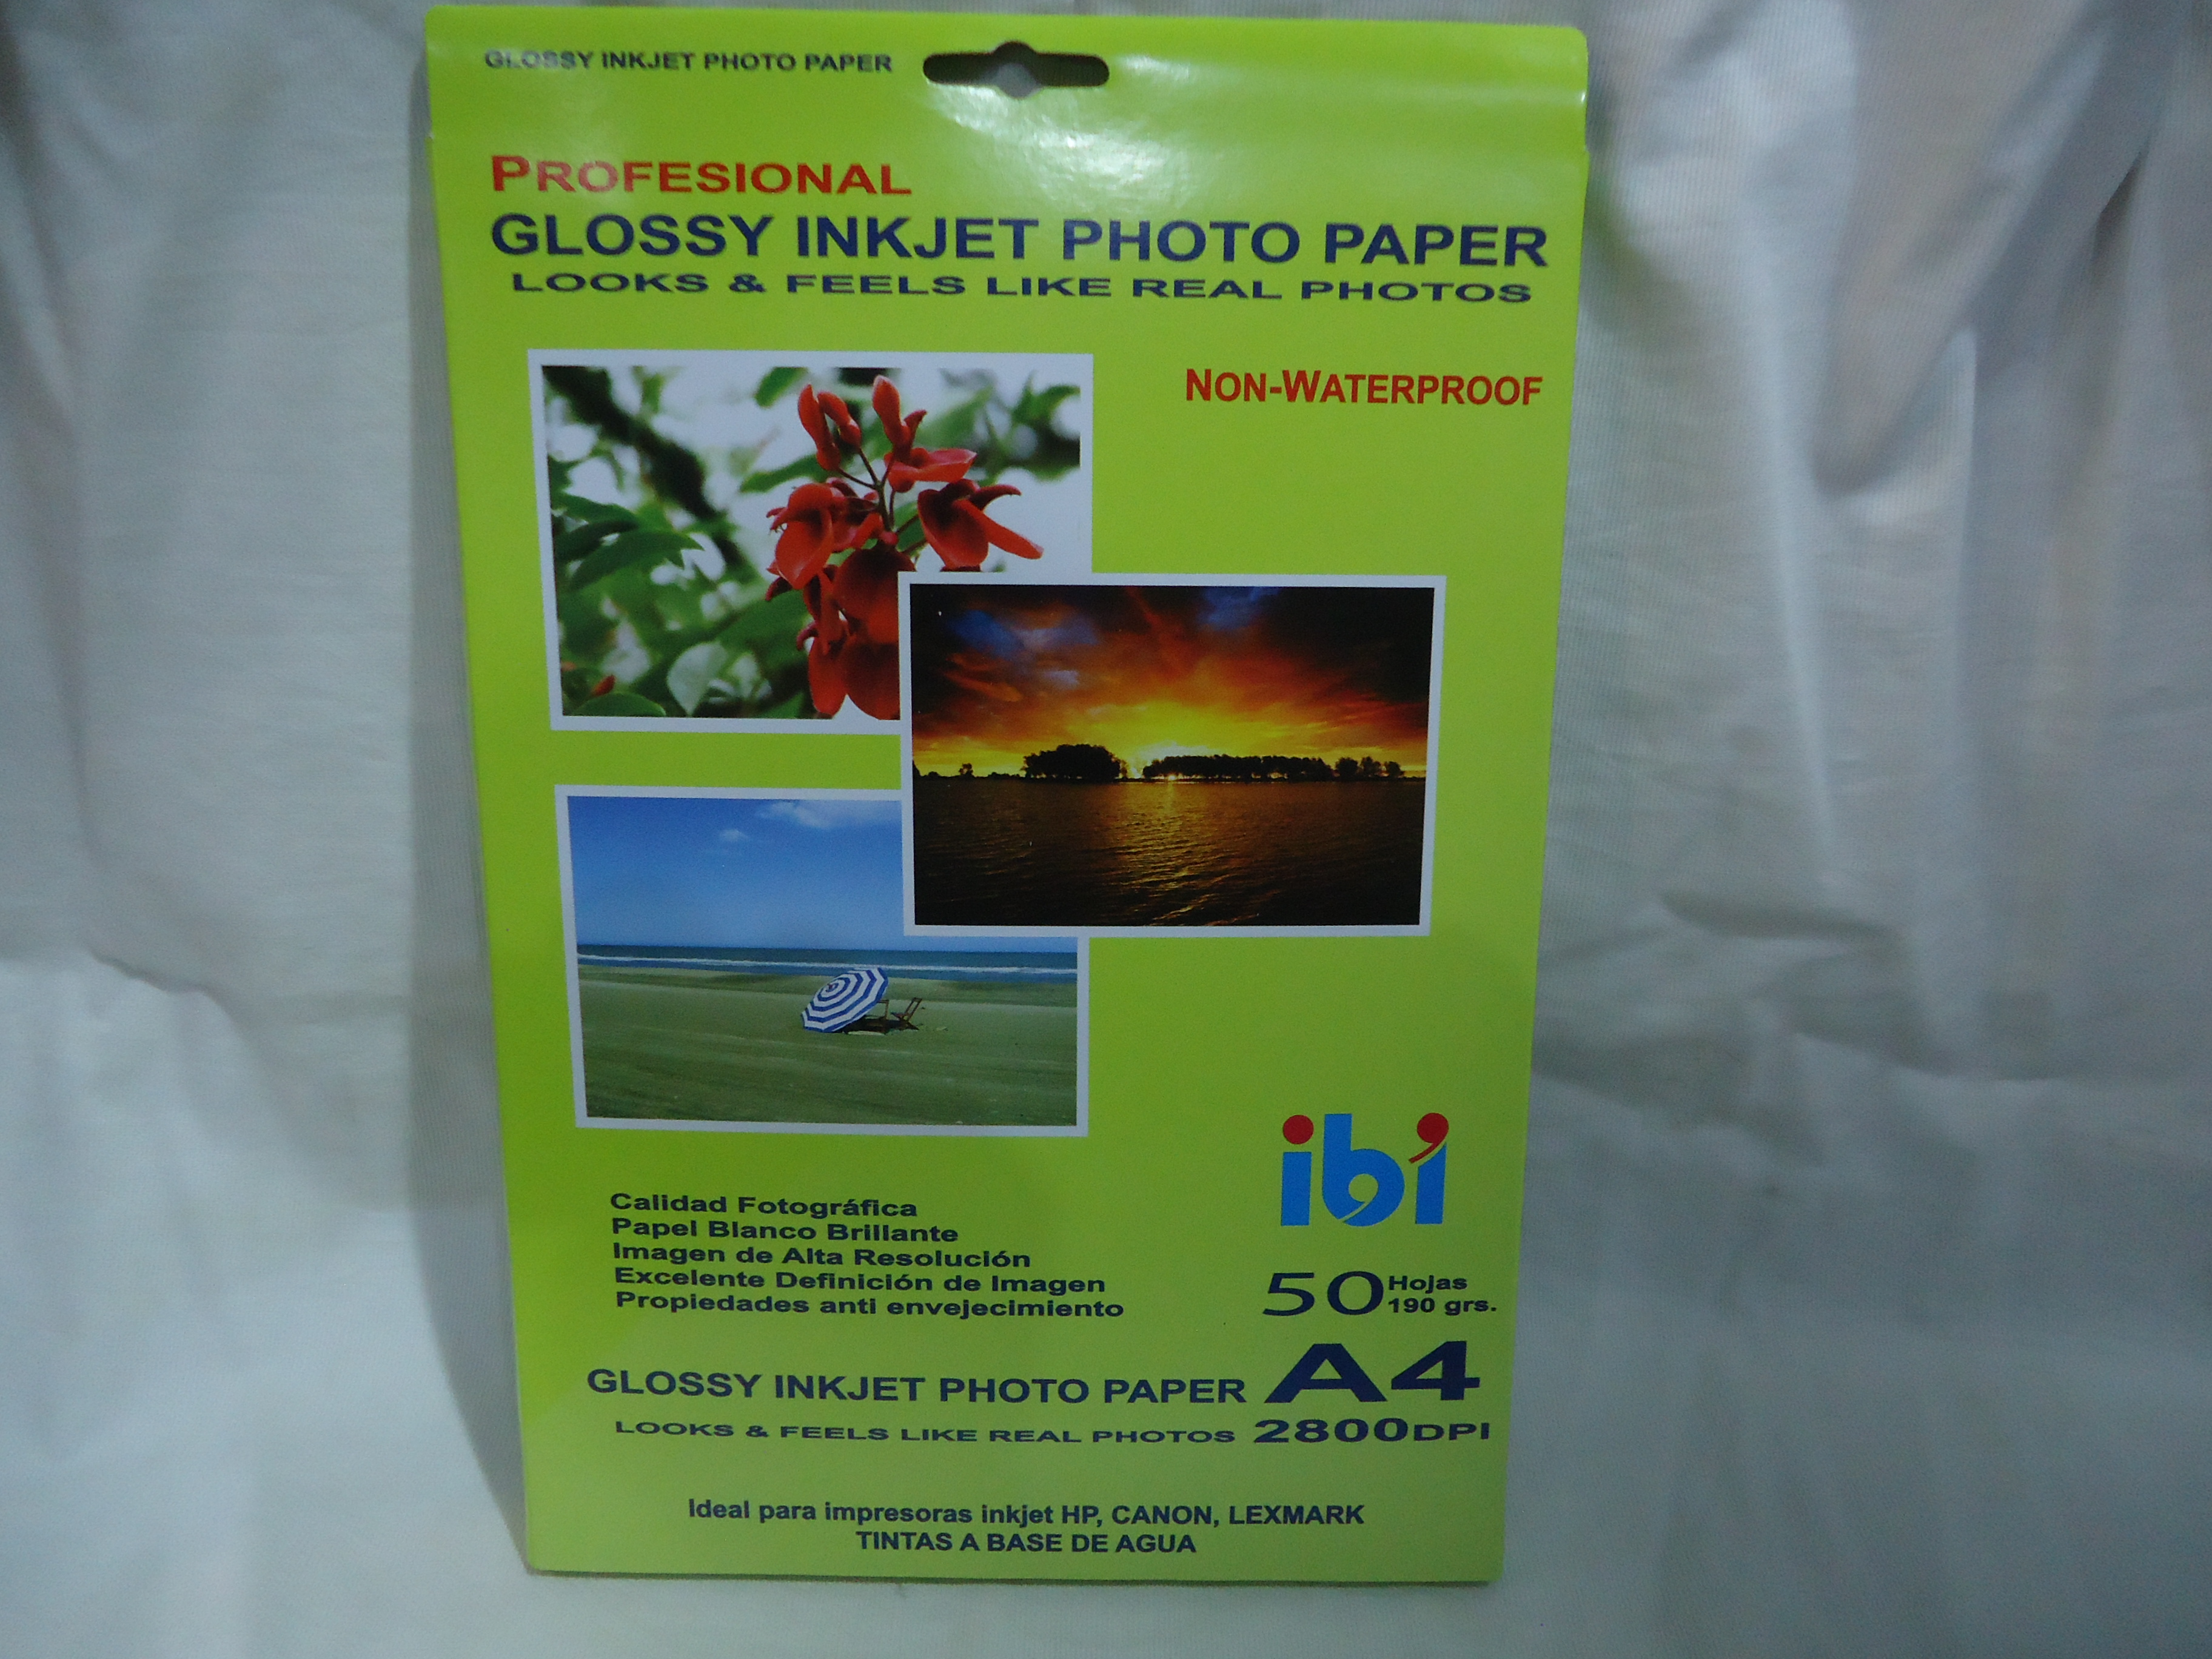 GLOSSY INKJET PHOTO PAPER
PROFESIONAL
GLOSSY INKJET PHOTO PAPER
LOOKS & FEELS LIKE REAL PHOTOS
NON-WATERPROOF
ibi
Calidad Fotográfica
Papel Blanco Brillante
Imagen de Alta Resolución
Excelente Definición de Imagen
Propiedades anti envejecimiento
50 Hojas
190 grs.
GLOSSY INKJET PHOTO PAPER A4
LOOKS & FEELS LIKE REAL PHOTOS 2800DPI
Ideal para impresoras inkjet HP, CANON, LEXMARK
TINTAS A BASE DE AGUA